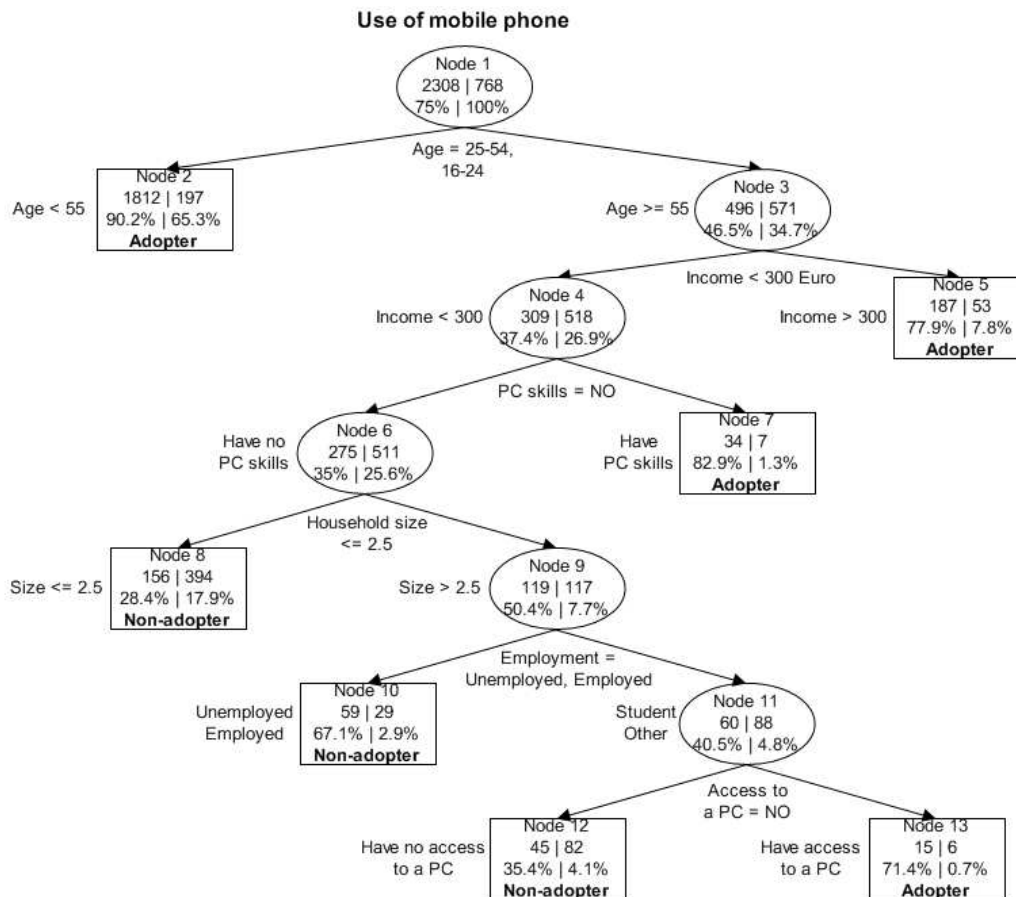 Use of mobile phone
Node 1
2308 | 768
75% | 100%
Age = 25-54,
16-24
Age < 55
Node 2
1812 | 197
90.2% | 65.3%
Adopter
Age >= 55
Node 3
496 | 571
46.5% | 34.7%
Income < 300 Euro
Income < 300
Node 4
309 | 518
37.4% | 26.9%
Income > 300
Node 5
187 | 53
77.9% | 7.8%
Adopter
PC skills = NO
Have no
PC skills
Node 6
275 | 511
35% | 25.6%
Have
PC skills
Node 7
34 | 7
82.9% | 1.3%
Adopter
Household size
<= 2.5
Size <= 2.5
Node 8
156 | 394
28.4% | 17.9%
Non-adopter
Size > 2.5
Node 9
119 | 117
50.4% | 7.7%
Employment =
Unemployed, Employed
Unemployed
Employed
Node 10
59 | 29
67.1% | 2.9%
Non-adopter
Student
Other
Node 11
60 | 88
40.5% | 4.8%
Access to
a PC = NO
Have no access
to a PC
Node 12
45 | 82
35.4% | 4.1%
Non-adopter
Have access
to a PC
Node 13
15 | 6
71.4% | 0.7%
Adopter